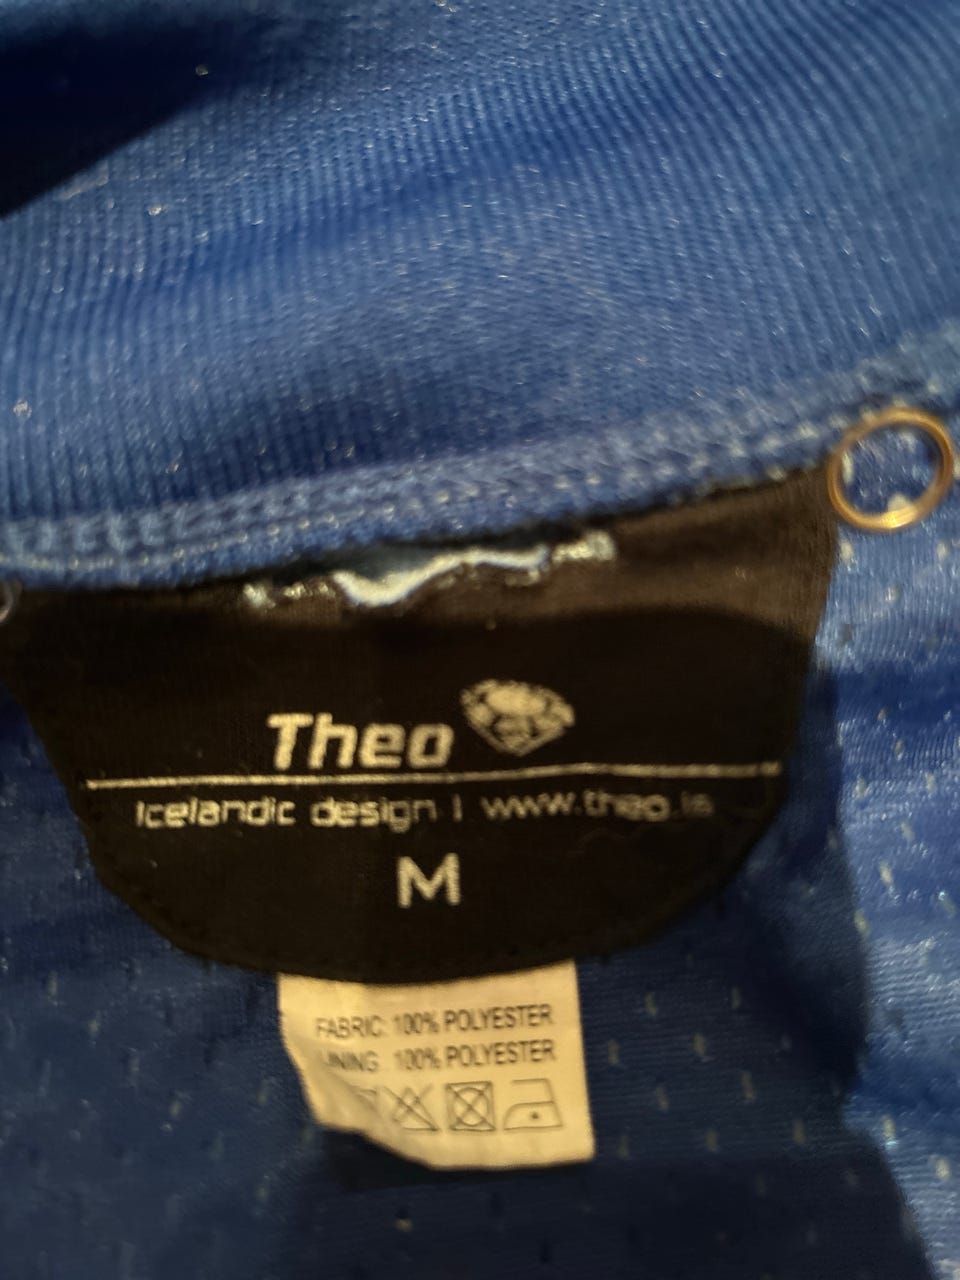 Theo
Icelandic design | www.theo.is
M
FABRIC: 100% POLYESTER
LINING 100% POLYESTER